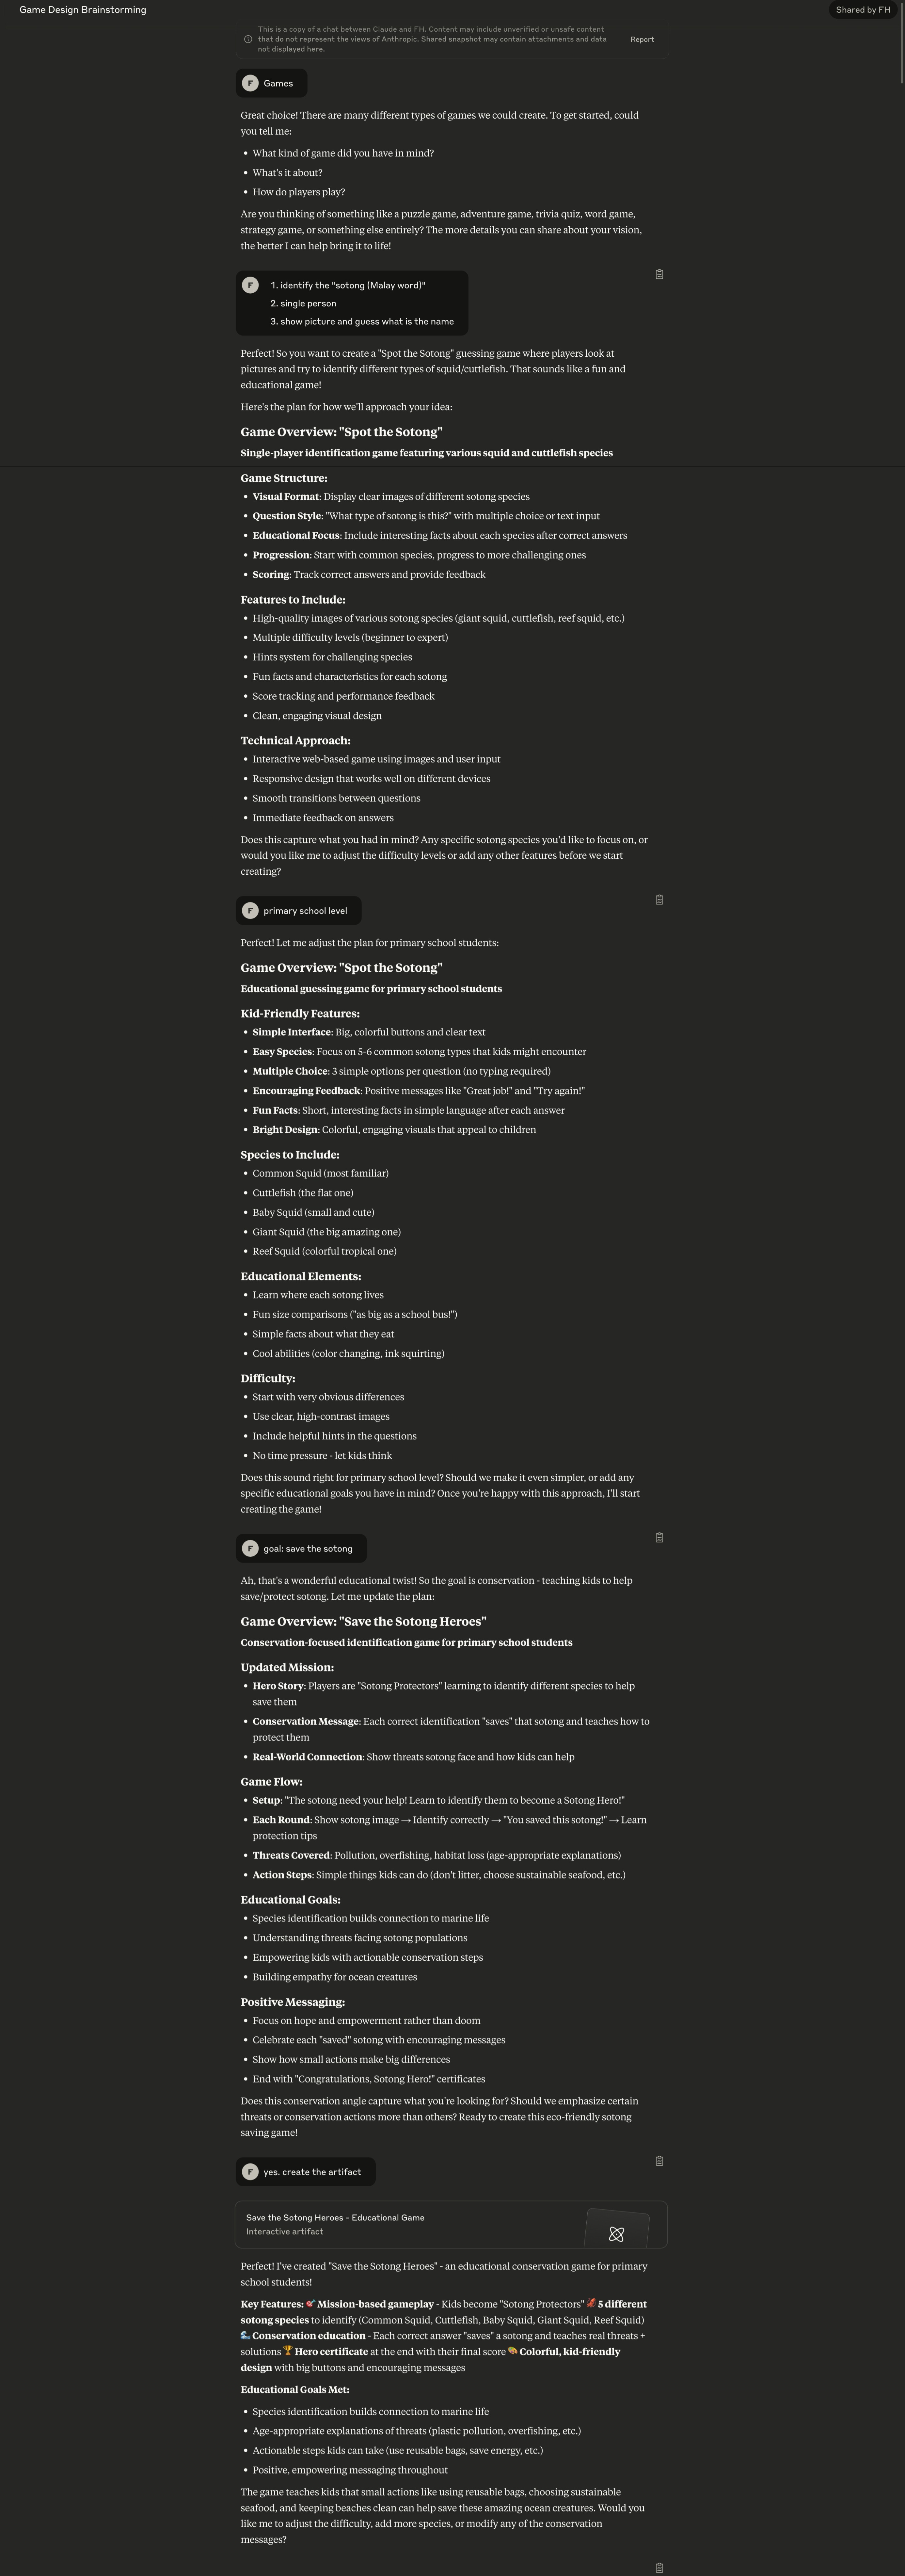 Game Design Brainstorming
Shared by FH
This is a copy of a chat between Claude and FH. Content may include unverified or unsafe content
that do not represent the views of Anthropic. Shared snapshot may contain attachments and data
not displayed here.
Report
F
Games
Great choice! There are many different types of games we could create. To get started, could
you tell me:
• What kind of game did you have in mind?
• What's it about?
• How do players play?
Are you thinking of something like a puzzle game, adventure game, trivia quiz, word game,
strategy game, or something else entirely? The more details you can share about your vision,
the better I can help bring it to life!
F
1. identify the "sotong (Malay word)"
2. single person
3. show picture and guess what is the name
Perfect! So you want to create a "Spot the Sotong" guessing game where players look at
pictures and try to identify different types of squid/cuttlefish. That sounds like a fun and
educational game!
Here's the plan for how we'll approach your idea:
Game Overview: "Spot the Sotong"
Single-player identification game featuring various squid and cuttlefish species
Game Structure:
• Visual Format: Display clear images of different sotong species
• Question Style: "What type of sotong is this?" with multiple choice or text input
• Educational Focus: Include interesting facts about each species after correct answers
• Progression: Start with common species, progress to more challenging ones
• Scoring: Track correct answers and provide feedback
Features to Include:
• High-quality images of various sotong species (giant squid, cuttlefish, reef squid, etc.)
• Multiple difficulty levels (beginner to expert)
• Hints system for challenging species
• Fun facts and characteristics for each sotong
• Score tracking and performance feedback
• Clean, engaging visual design
Technical Approach:
• Interactive web-based game using images and user input
• Responsive design that works well on different devices
• Smooth transitions between questions
• Immediate feedback on answers
Does this capture what you had in mind? Any specific sotong species you'd like to focus on, or
would you like me to adjust the difficulty levels or add any other features before we start
creating?
F
primary school level
Perfect! Let me adjust the plan for primary school students:
Game Overview: "Spot the Sotong"
Educational guessing game for primary school students
Kid-Friendly Features:
• Simple Interface: Big, colorful buttons and clear text
• Easy Species: Focus on 5-6 common sotong types that kids might encounter
• Multiple Choice: 3 simple options per question (no typing required)
• Encouraging Feedback: Positive messages like "Great job!" and "Try again!"
• Fun Facts: Short, interesting facts in simple language after each answer
• Bright Design: Colorful, engaging visuals that appeal to children
Species to Include:
• Common Squid (most familiar)
• Cuttlefish (the flat one)
• Baby Squid (small and cute)
• Giant Squid (the big amazing one)
• Reef Squid (colorful tropical one)
Educational Elements:
• Learn where each sotong lives
• Fun size comparisons ("as big as a school bus!")
• Simple facts about what they eat
• Cool abilities (color changing, ink squirting)
Difficulty:
• Start with very obvious differences
• Use clear, high-contrast images
• Include helpful hints in the questions
• No time pressure - let kids think
Does this sound right for primary school level? Should we make it even simpler, or add any
specific educational goals you have in mind? Once you're happy with this approach, I'll start
creating the game!
F
goal: save the sotong
Ah, that's a wonderful educational twist! So the goal is conservation - teaching kids to help
save/protect sotong. Let me update the plan:
Game Overview: "Save the Sotong Heroes"
Conservation-focused identification game for primary school students
Updated Mission:
• Hero Story: Players are "Sotong Protectors" learning to identify different species to help
save them
• Conservation Message: Each correct identification "saves" that sotong and teaches how to
protect them
• Real-World Connection: Show threats sotong face and how kids can help
Game Flow:
• Setup: "The sotong need your help! Learn to identify them to become a Sotong Hero!"
• Each Round: Show sotong image → Identify correctly → "You saved this sotong!" → Learn
protection tips
• Threats Covered: Pollution, overfishing, habitat loss (age-appropriate explanations)
• Action Steps: Simple things kids can do (don't litter, choose sustainable seafood, etc.)
Educational Goals:
• Species identification builds connection to marine life
• Understanding threats facing sotong populations
• Empowering kids with actionable conservation steps
• Building empathy for ocean creatures
Positive Messaging:
• Focus on hope and empowerment rather than doom
• Celebrate each "saved" sotong with encouraging messages
• Show how small actions make big differences
• End with "Congratulations, Sotong Hero!" certificates
Does this conservation angle capture what you're looking for? Should we emphasize certain
threats or conservation actions more than others? Ready to create this eco-friendly sotong
saving game!
F
yes. create the artifact
Save the Sotong Heroes - Educational Game
Interactive artifact
Perfect! I've created "Save the Sotong Heroes" - an educational conservation game for primary
school students!
Key Features: 🎯 Mission-based gameplay - Kids become "Sotong Protectors" 🦑 5 different
sotong species to identify (Common Squid, Cuttlefish, Baby Squid, Giant Squid, Reef Squid)
🌊 Conservation education - Each correct answer "saves" a sotong and teaches real threats +
solutions 🏆 Hero certificate at the end with their final score 🎨 Colorful, kid-friendly
design with big buttons and encouraging messages
Educational Goals Met:
• Species identification builds connection to marine life
• Age-appropriate explanations of threats (plastic pollution, overfishing, etc.)
• Actionable steps kids can take (use reusable bags, save energy, etc.)
• Positive, empowering messaging throughout
The game teaches kids that small actions like using reusable bags, choosing sustainable
seafood, and keeping beaches clean can help save these amazing ocean creatures. Would you
like me to adjust the difficulty, add more species, or modify any of the conservation
messages?